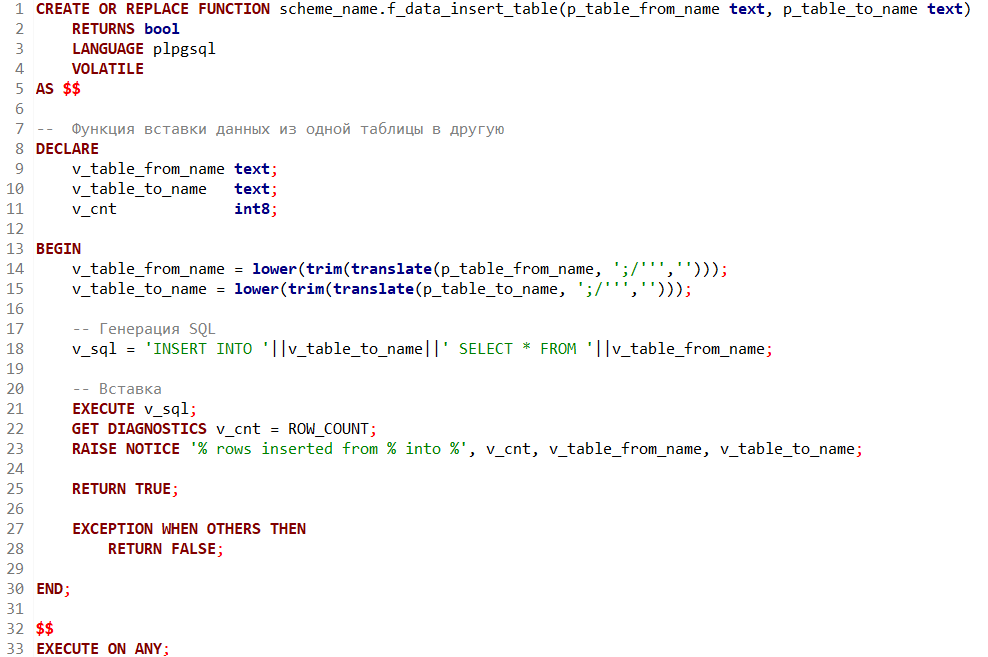 1 CREATE OR REPLACE FUNCTION scheme_name.f_data_insert_table(p_table_from_name text, p_table_to_name text)
2     RETURNS bool
3     LANGUAGE plpgsql
4     VOLATILE
5 AS $$
6
7 --  Функция вставки данных из одной таблицы в другую
8 DECLARE
9     v_table_from_name text;
10     v_table_to_name   text;
11     v_cnt             int8;
12
13 BEGIN
14     v_table_from_name = lower(trim(translate(p_table_from_name, ';/''','')));
15     v_table_to_name = lower(trim(translate(p_table_to_name, ';/''','')));
16
17     -- Генерация SQL
18     v_sql = 'INSERT INTO '||v_table_to_name||' SELECT * FROM '||v_table_from_name;
19
20     -- Вставка
21     EXECUTE v_sql;
22     GET DIAGNOSTICS v_cnt = ROW_COUNT;
23     RAISE NOTICE '% rows inserted from % into %', v_cnt, v_table_from_name, v_table_to_name;
24
25     RETURN TRUE;
26
27     EXCEPTION WHEN OTHERS THEN
28         RETURN FALSE;
29
30 END;
31
32 $$
33 EXECUTE ON ANY;